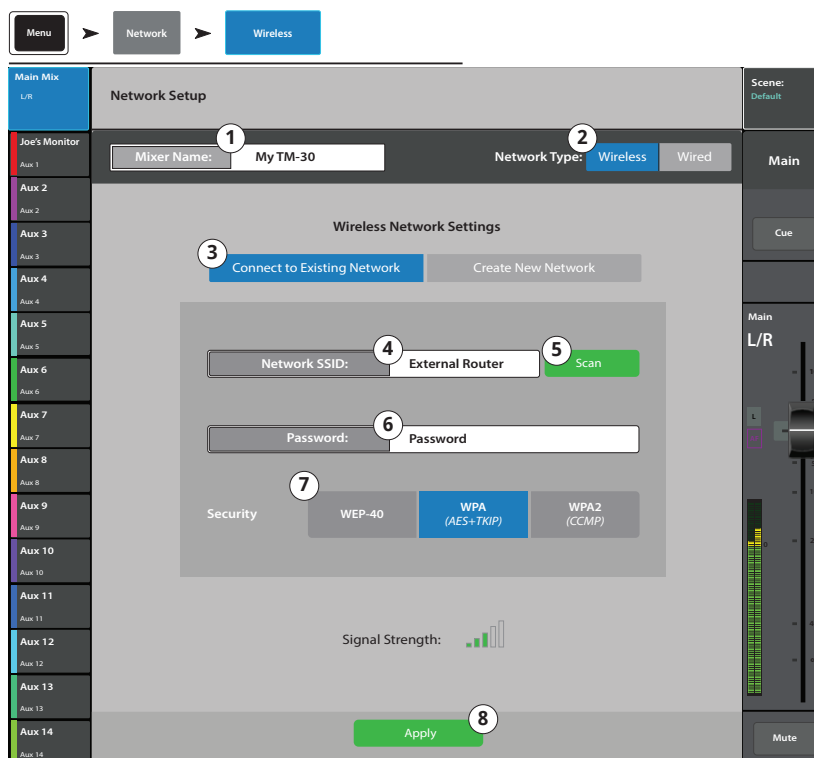 Menu
Network
Wireless
Main Mix
L/R
Network Setup
Scene:
Default
Joe's Monitor
Aux 1
1
Mixer Name:
My TM-30
2
Network Type:
Wireless
Wired
Main
Aux 2
Aux 2
Aux 3
Aux 3
Wireless Network Settings
Cue
3
Connect to Existing Network
Create New Network
Aux 4
Aux 4
Aux 5
Aux 5
Main
L/R
4
Network SSID:
External Router
5
Scan
Aux 6
Aux 6
Aux 7
Aux 7
6
Password:
Password
L
Aux 8
Aux 8
7
Security
WEP-40
WPA
(AES+TKIP)
WPA2
(CCMP)
Aux 9
Aux 9
Aux 10
Aux 10
Aux 11
Aux 11
Aux 12
Aux 12
Signal Strength:
Aux 13
Aux 13
Aux 14
Aux 14
8
Apply
Mute